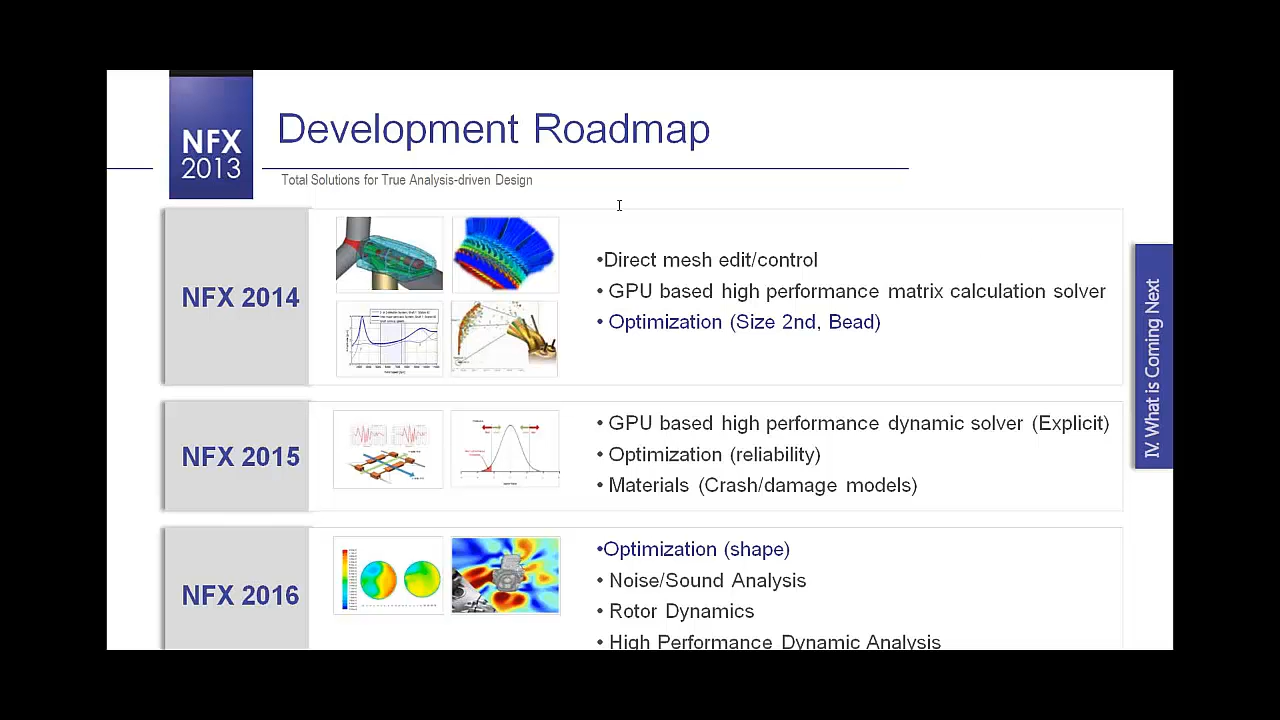 NFX
2013
Development Roadmap
Total Solutions for True Analysis-driven Design
NFX 2014
•Direct mesh edit/control
• GPU based high performance matrix calculation solver
• Optimization (Size 2nd, Bead)
IV. What is Coming Next
NFX 2015
• GPU based high performance dynamic solver (Explicit)
• Optimization (reliability)
• Materials (Crash/damage models)
NFX 2016
•Optimization (shape)
• Noise/Sound Analysis
• Rotor Dynamics
• High Performance Dynamic Analysis